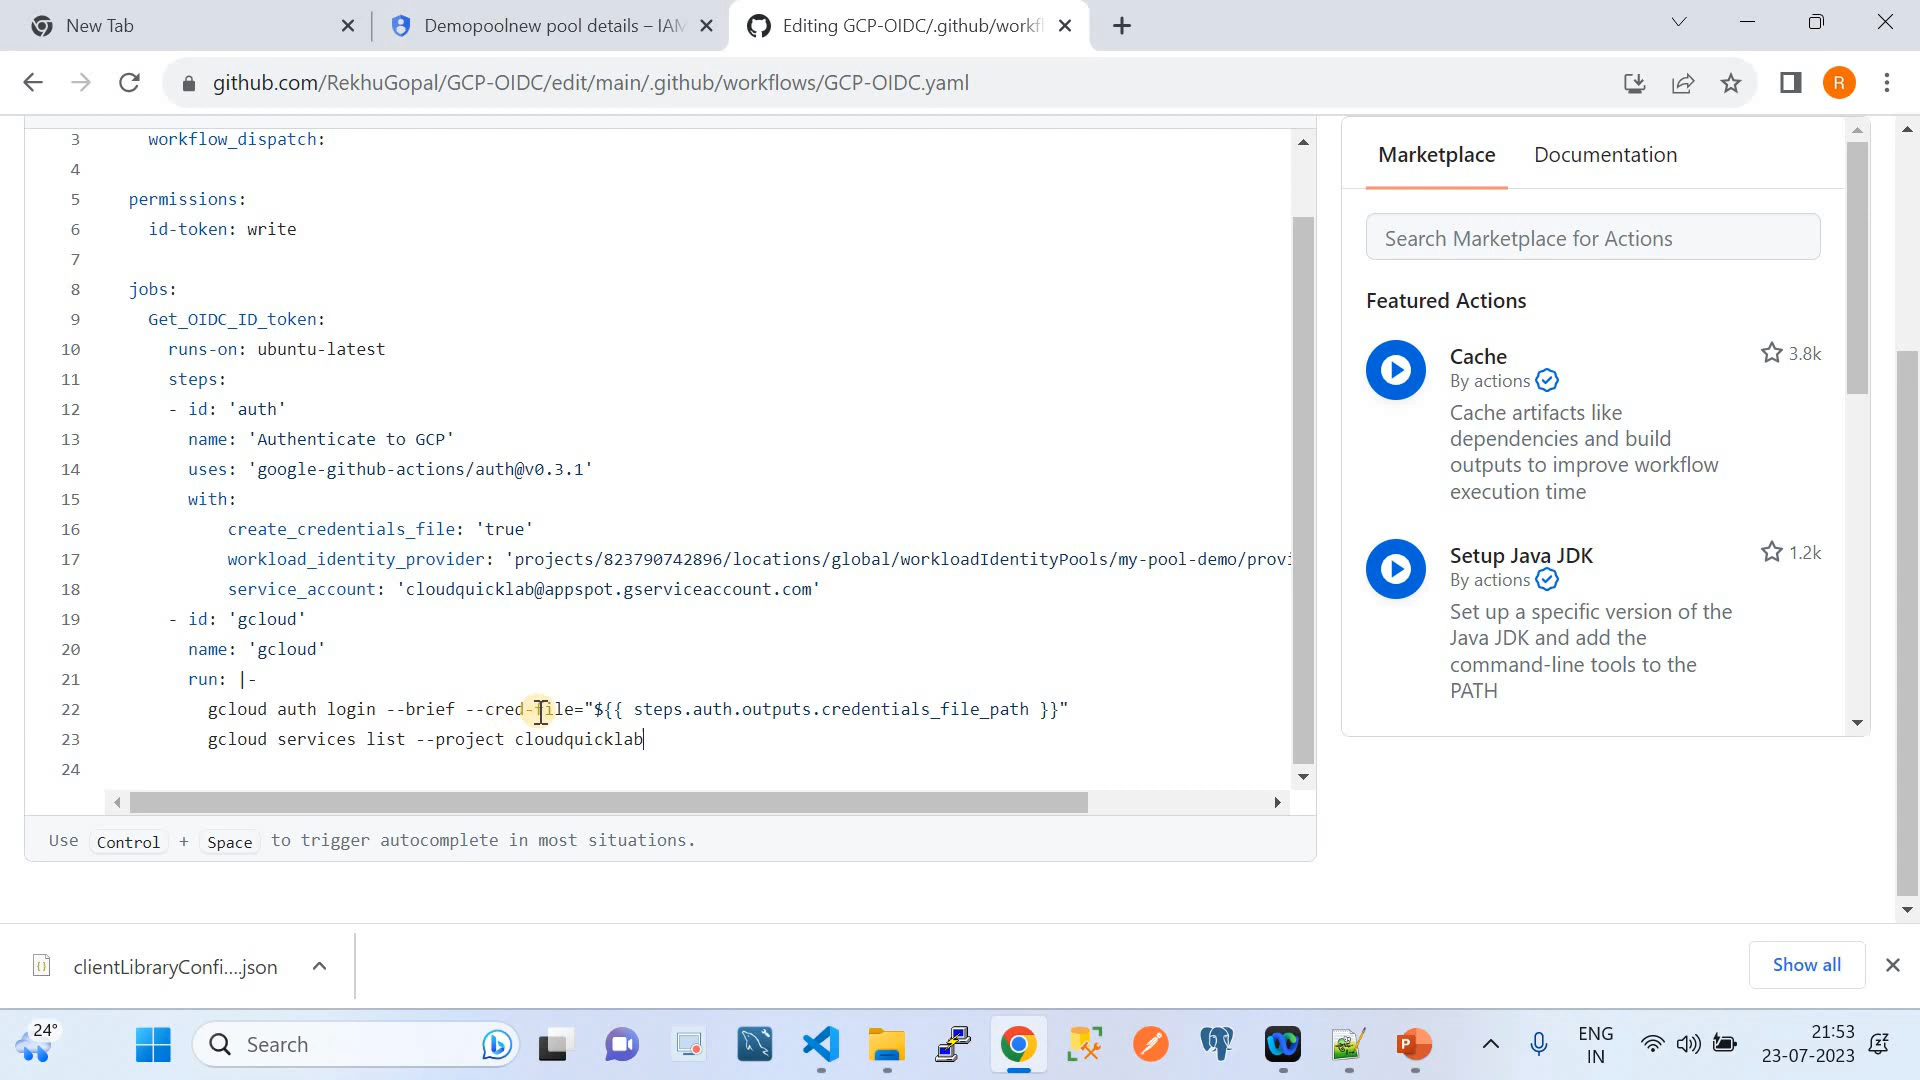 New Tab
Demopoolnew pool details – IAM
Editing GCP-OIDC/.github/workfl
github.com/RekhuGopal/GCP-OIDC/edit/main/.github/workflows/GCP-OIDC.yaml
R
3 workflow_dispatch:
4
5 permissions:
6 id-token: write
7
8 jobs:
9 Get_OIDC_ID_token:
10 runs-on: ubuntu-latest
11 steps:
12 - id: 'auth'
13 name: 'Authenticate to GCP'
14 uses: 'google-github-actions/auth@v0.3.1'
15 with:
16 create_credentials_file: 'true'
17 workload_identity_provider: 'projects/823790742896/locations/global/workloadIdentityPools/my-pool-demo/provi
18 service_account: 'cloudquicklab@appspot.gserviceaccount.com'
19 - id: 'gcloud'
20 name: 'gcloud'
21 run: |-
22 gcloud auth login --brief --cred-file="${{ steps.auth.outputs.credentials_file_path }}"
23 gcloud services list --project cloudquicklab
24
Use Control + Space to trigger autocomplete in most situations.
Marketplace
Documentation
Search Marketplace for Actions
Featured Actions
Cache
3.8k
By actions
Cache artifacts like
dependencies and build
outputs to improve workflow
execution time
Setup Java JDK
1.2k
By actions
Set up a specific version of the
Java JDK and add the
command-line tools to the
PATH
clientLibraryConfi....json
Show all
24°
Search
ENG
IN
21:53
23-07-2023